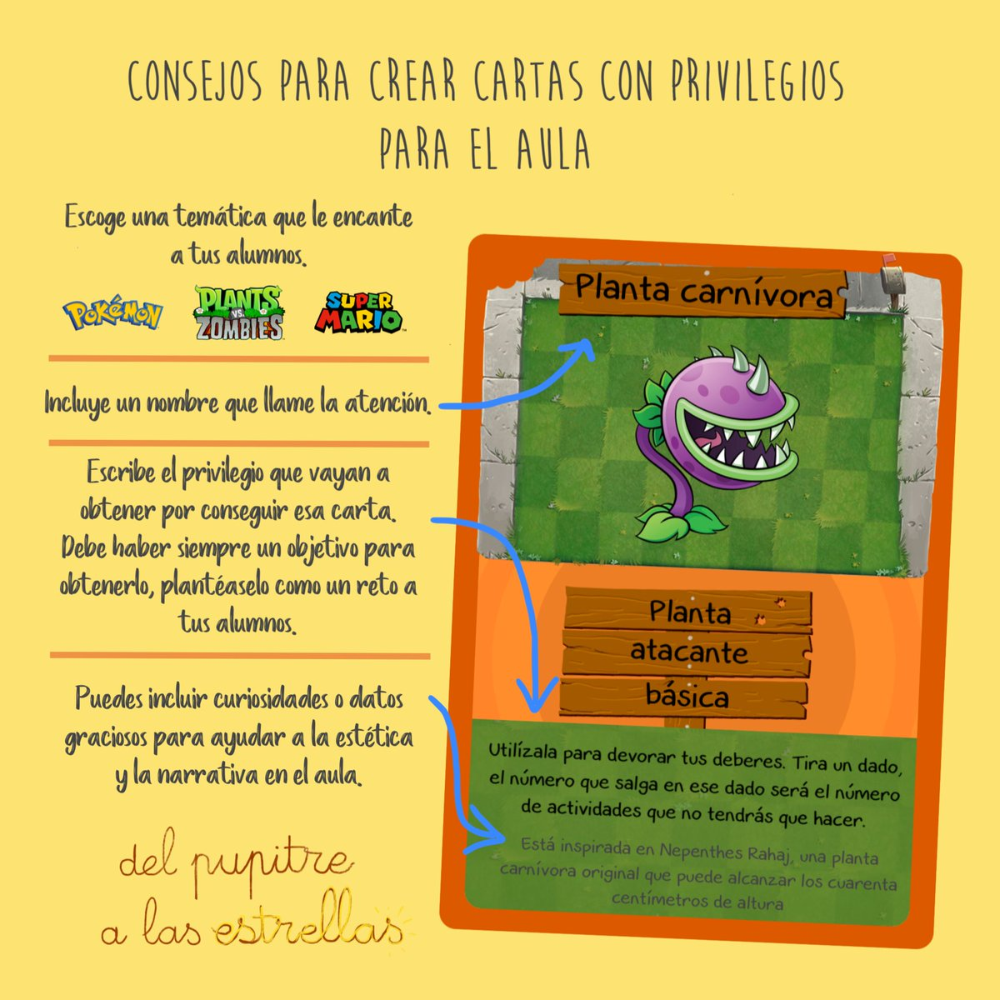 CONSEJOS PARA CREAR CARTAS CON PRIVILEGIOS
PARA EL AULA
Escoge una temática que le encante
a tus alumnos.
POKÉMON
PLANTS
VS.
ZOMBIES
SUPER
MARIO
Incluye un nombre que llame la atención.
Escribe el privilegio que vayan a
obtener por conseguir esa carta.
Debe haber siempre un objetivo para
obtenerlo, plantéaselo como un reto a
tus alumnos.
Puedes incluir curiosidades o datos
graciosos para ayudar a la estética
y la narrativa en el aula.
del pupitre
a las estrellas
Planta carnívora
Planta
atacante
básica
Utilízala para devorar tus deberes. Tira un dado,
el número que salga en ese dado será el número
de actividades que no tendrás que hacer.
Está inspirada en Nepenthes Rahaj, una planta
carnívora original que puede alcanzar los cuarenta
centímetros de altura